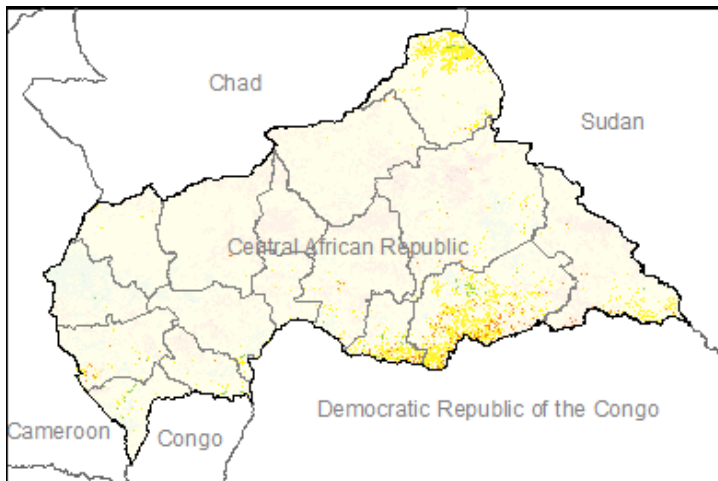 Chad
Sudan
Central African Republic
Democratic Republic of the Congo
Cameroon
Congo